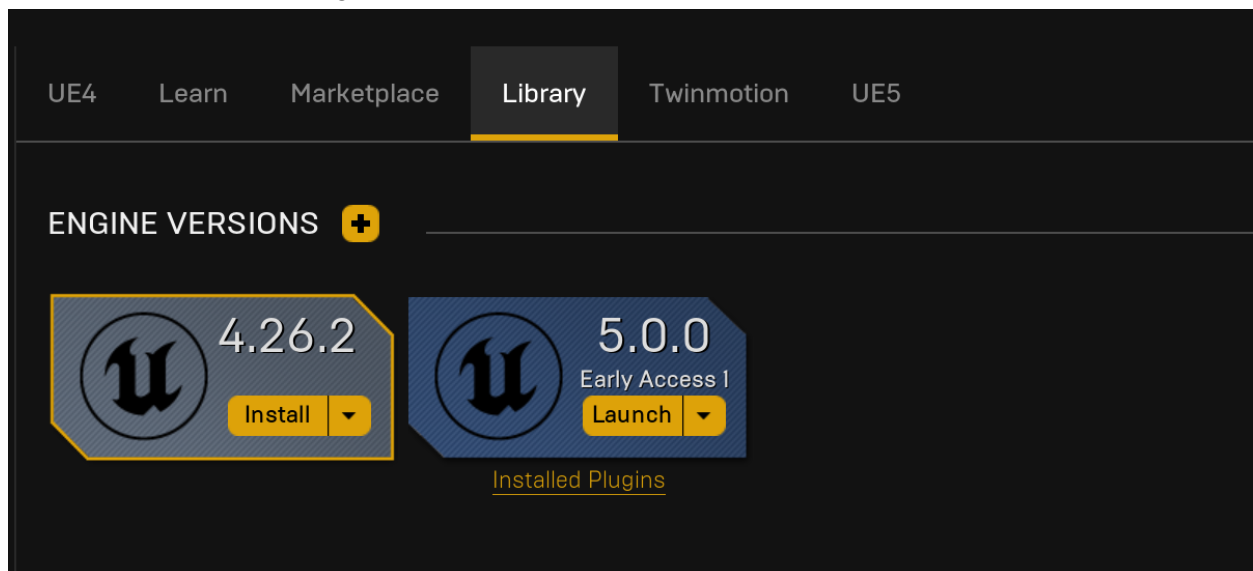 UE4 Learn Marketplace Library Twinmotion UE5
ENGINE VERSIONS
4.26.2
Install
5.0.0
Early Access 1
Launch
Installed Plugins